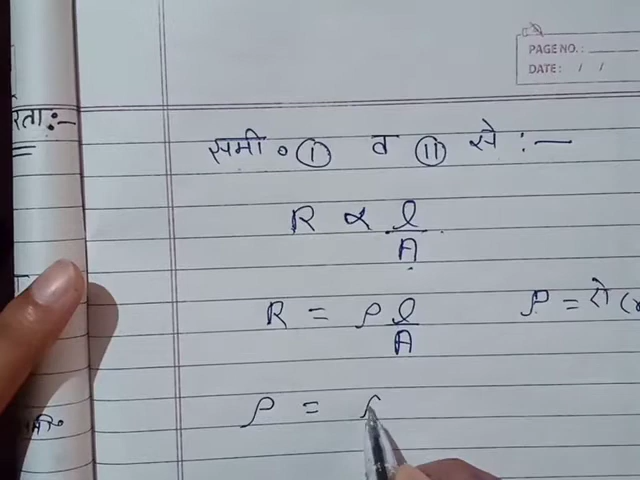 PAGE NO.:
DATE: / /
रता :-
समी० (I) व (II) से :-
R ∝ l/A
R = ρ l/A ρ = रो (
ρ =